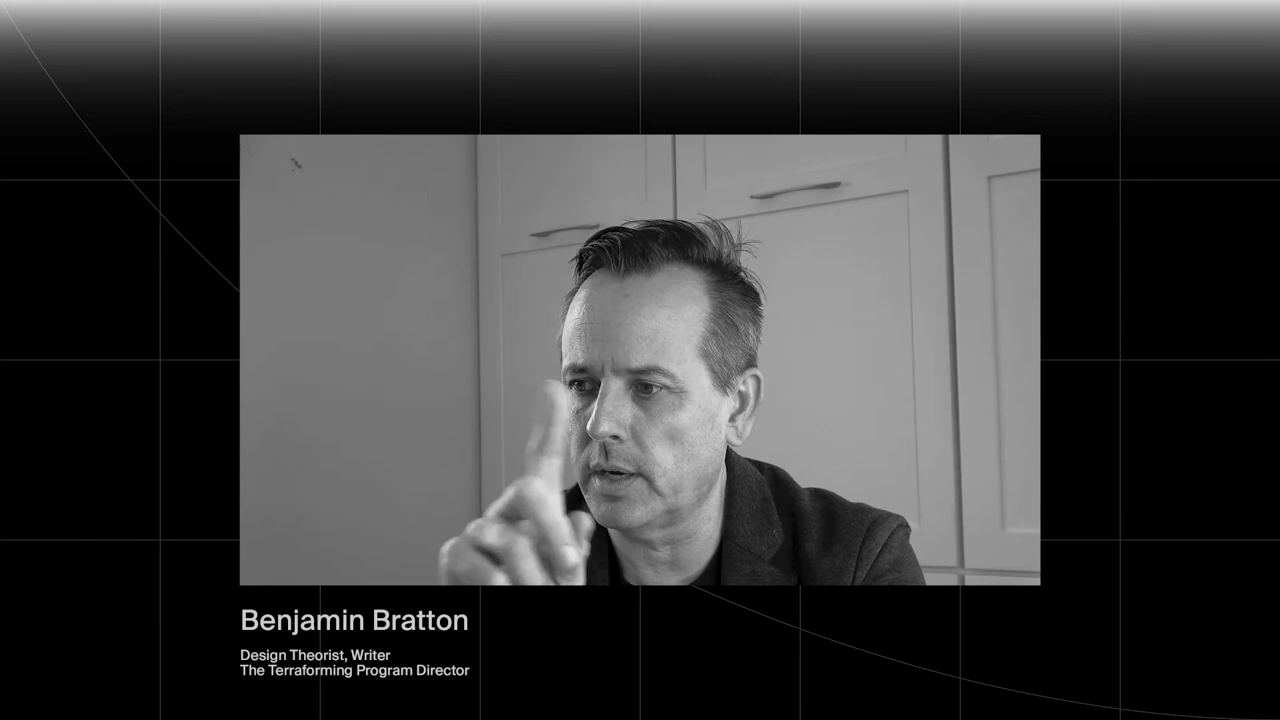 Benjamin Bratton
Design Theorist, Writer
The Terraforming Program Director